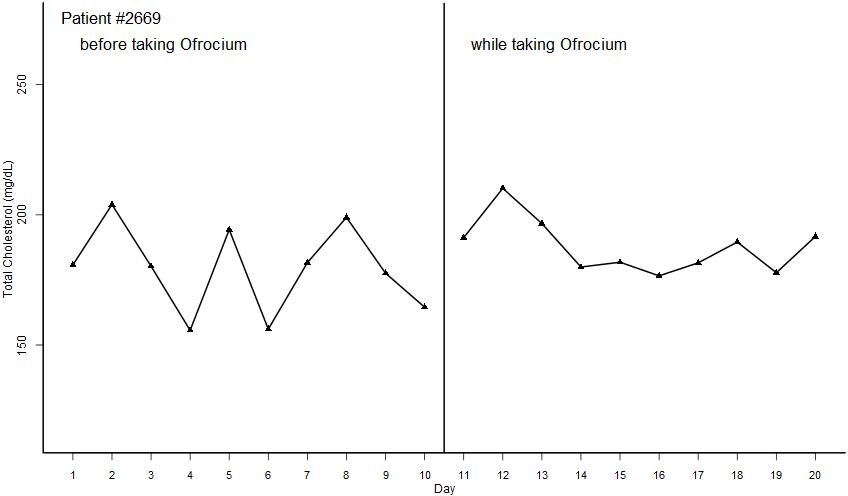 Patient #2669
before taking Ofrocium
while taking Ofrocium
Total Cholesterol (mg/dL)
250
200
150
1 2 3 4 5 6 7 8 9 10 11 12 13 14 15 16 17 18 19 20
Day